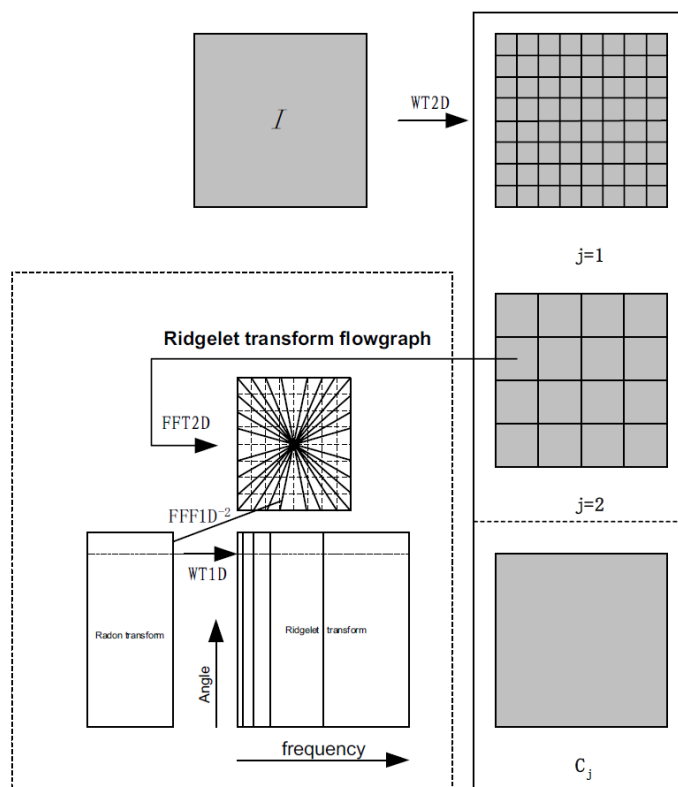 I
WT2D
j=1
Ridgelet transform flowgraph
FFT2D
j=2
FFF1D-2
WT1D
Radon transform
Ridgelet transform
Angle
frequency
Cj